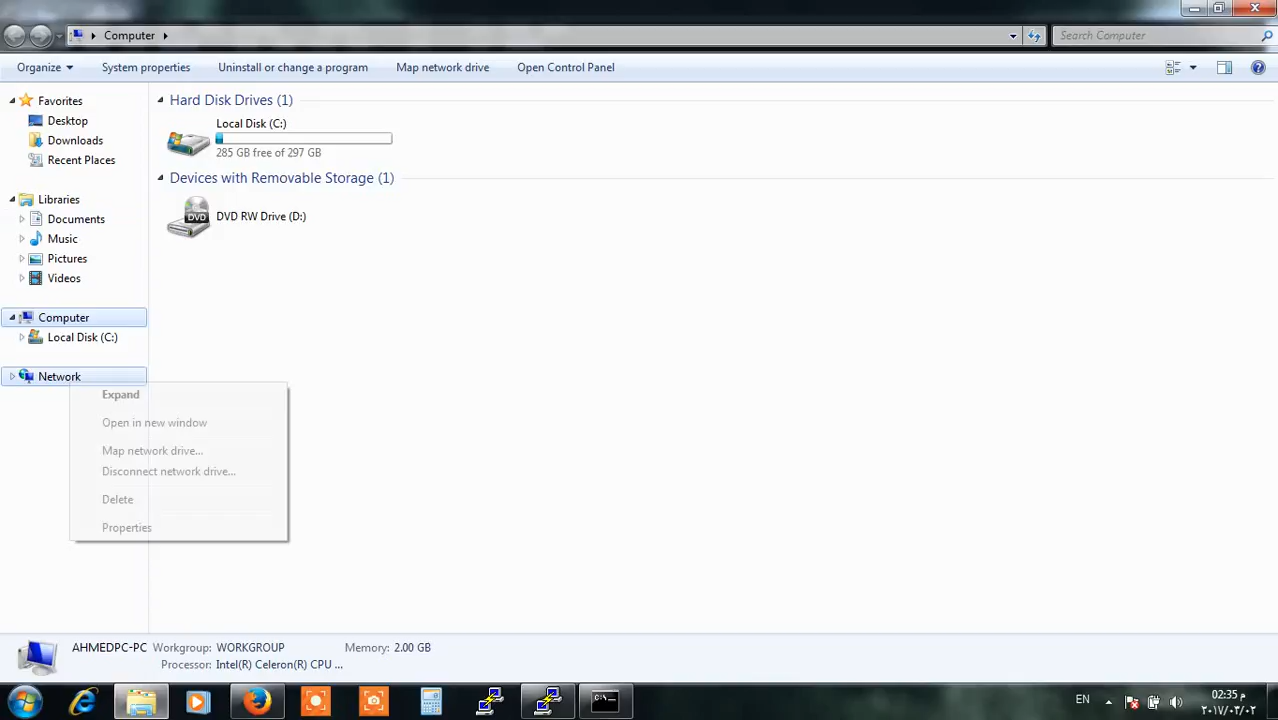 Computer
Search Computer
Organize
System properties
Uninstall or change a program
Map network drive
Open Control Panel
Favorites
Desktop
Downloads
Recent Places
Libraries
Documents
Music
Pictures
Videos
Computer
Local Disk (C:)
Network
Hard Disk Drives (1)
Local Disk (C:)
285 GB free of 297 GB
Devices with Removable Storage (1)
DVD
DVD RW Drive (D:)
Expand
Open in new window
Map network drive...
Disconnect network drive...
Delete
Properties
AHMEDPC-PC Workgroup: WORKGROUP Memory: 2.00 GB
Processor: Intel(R) Celeron(R) CPU ...
EN
02:35 م
٢٠١٧/٠٣/٠٢